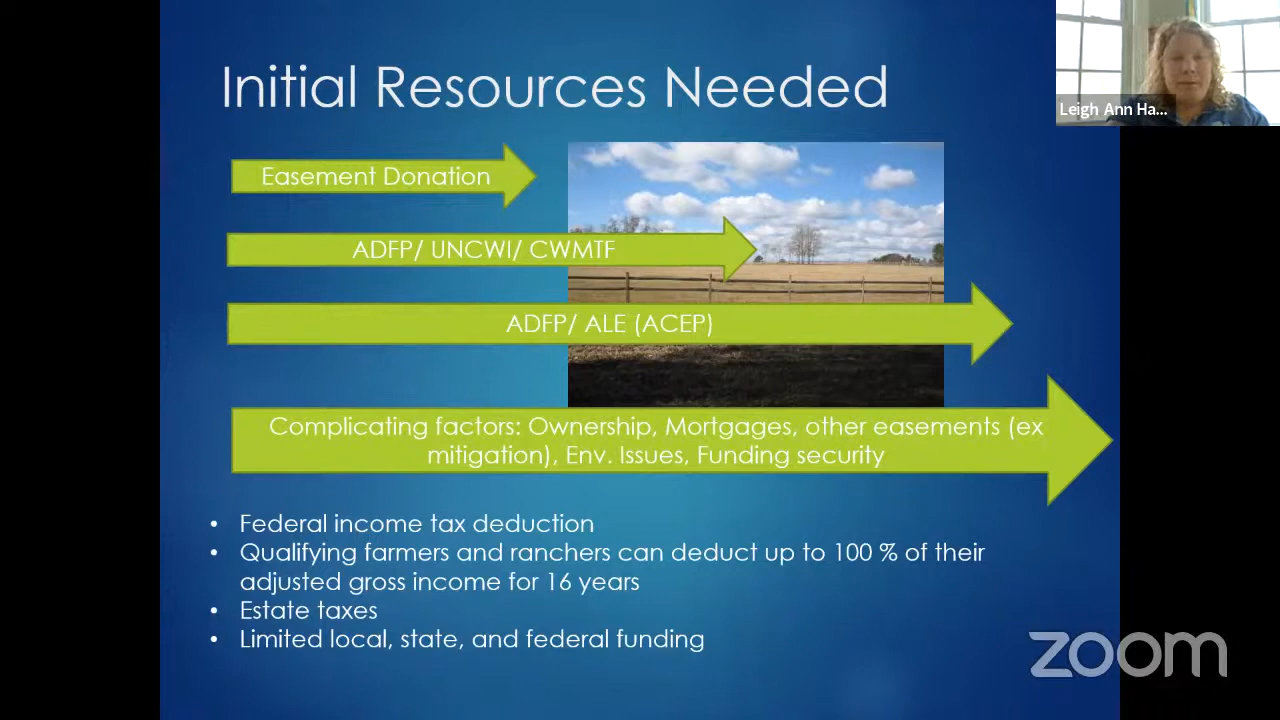 Initial Resources Needed
Leigh Ann Ha...
Easement Donation
ADFP/ UNCWI/ CWMTF
ADFP/ ALE (ACEP)
Complicating factors: Ownership, Mortgages, other easements (ex
mitigation), Env. Issues, Funding security
• Federal income tax deduction
• Qualifying farmers and ranchers can deduct up to 100 % of their
adjusted gross income for 16 years
• Estate taxes
• Limited local, state, and federal funding
zoom